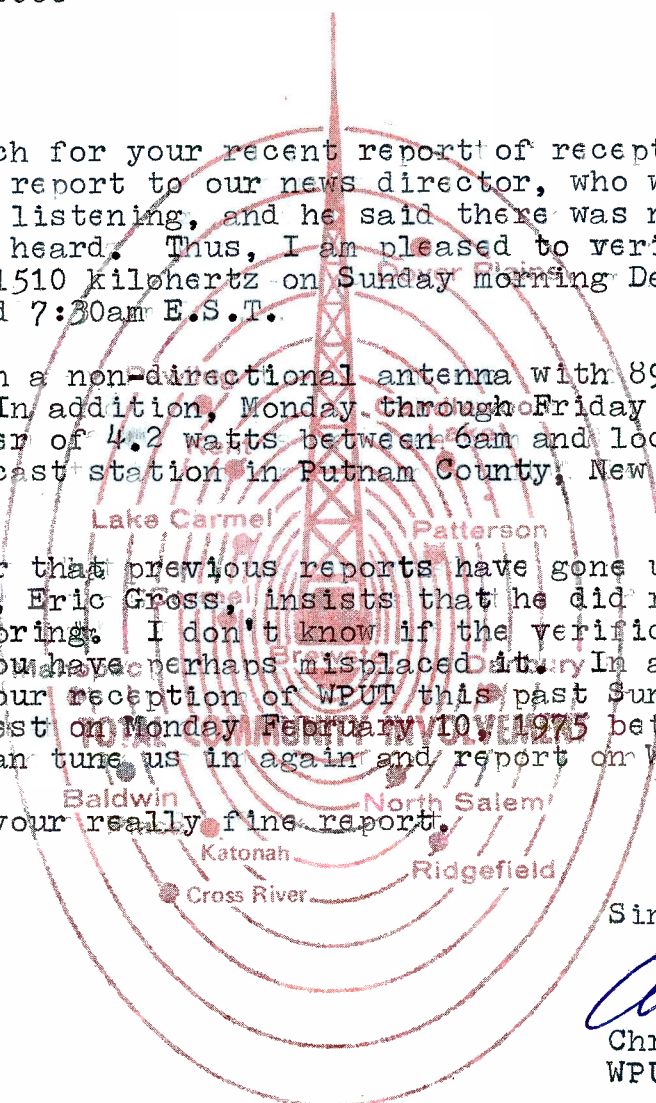 ch for your recent report of recept
report to our news director, who w
listening, and he said there was n
heard. Thus, I am pleased to veri
1510 kilohertz on Sunday morning De
d 7:30am E.S.T.
n a non-directional antenna with 89
In addition, Monday through Friday
er of 4.2 watts between 6am and loc
cast station in Putnam County, New
Lake Carmel
Patterson
r that previous reports have gone u
, Eric Gross, insists that he did n
pring. I don't know if the verific
Brewster
Danbury
ou have perhaps misplaced it. In a
our reception of WPUT this past Sun
est on Monday February 10, 1975 bet
TOTAL COMMUNITY INVOLVEMENT
an tune us in again and report on W
Baldwin
North Salem
your really fine report.
Katonah
Ridgefield
Cross River
Sin
Chr
WPU